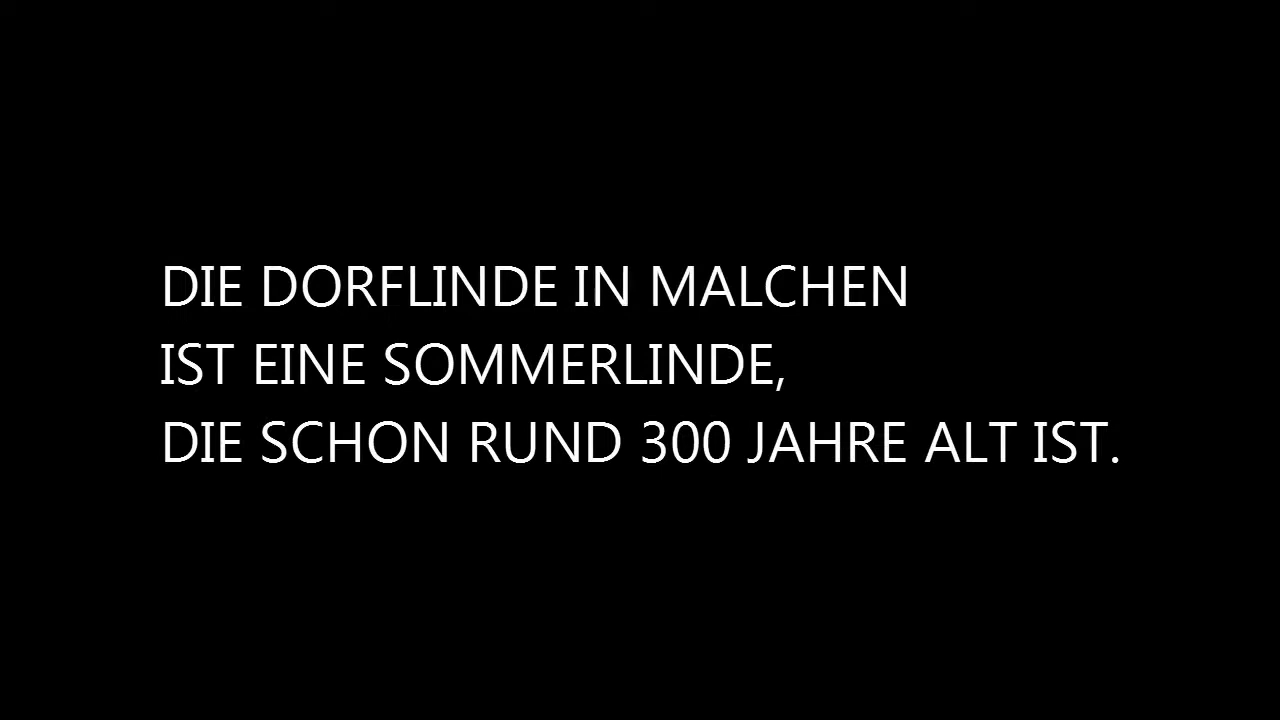 DIE DORFLINDE IN MALCHEN
IST EINE SOMMERLINDE,
DIE SCHON RUND 300 JAHRE ALT IST.